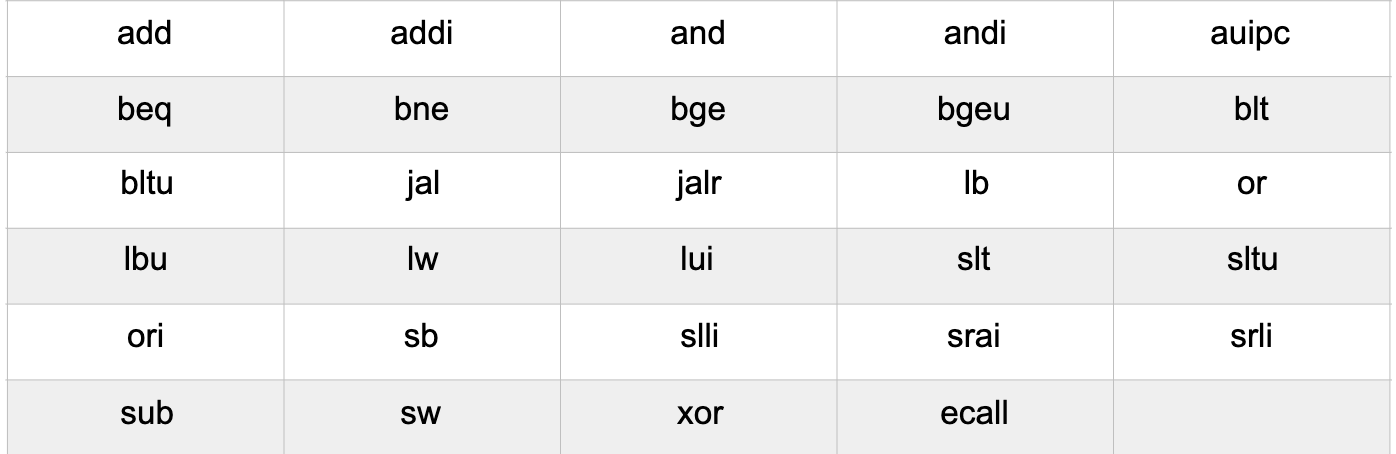 add addi and andi auipc
beq bne bge bgeu blt
bltu jal jalr lb or
lbu lw lui slt sltu
ori sb slli srai srli
sub sw xor ecall